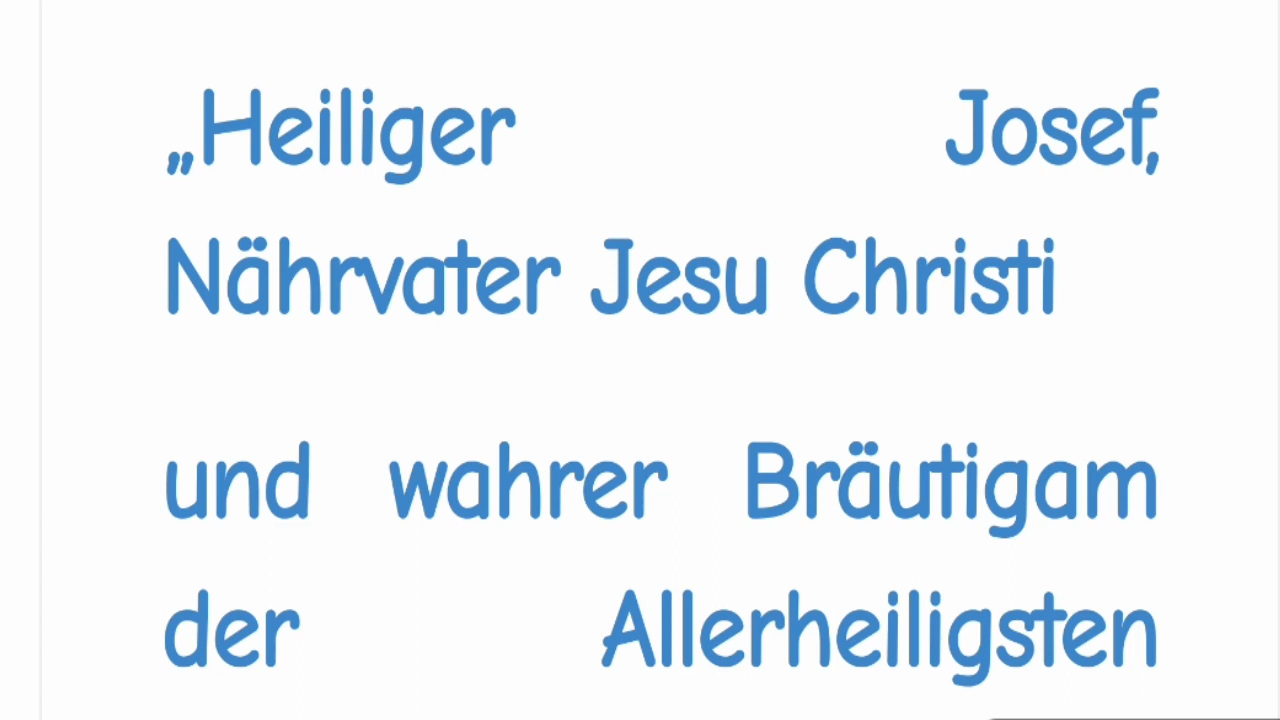 „Heiliger Josef,
Nährvater Jesu Christi
und wahrer Bräutigam
der Allerheiligsten